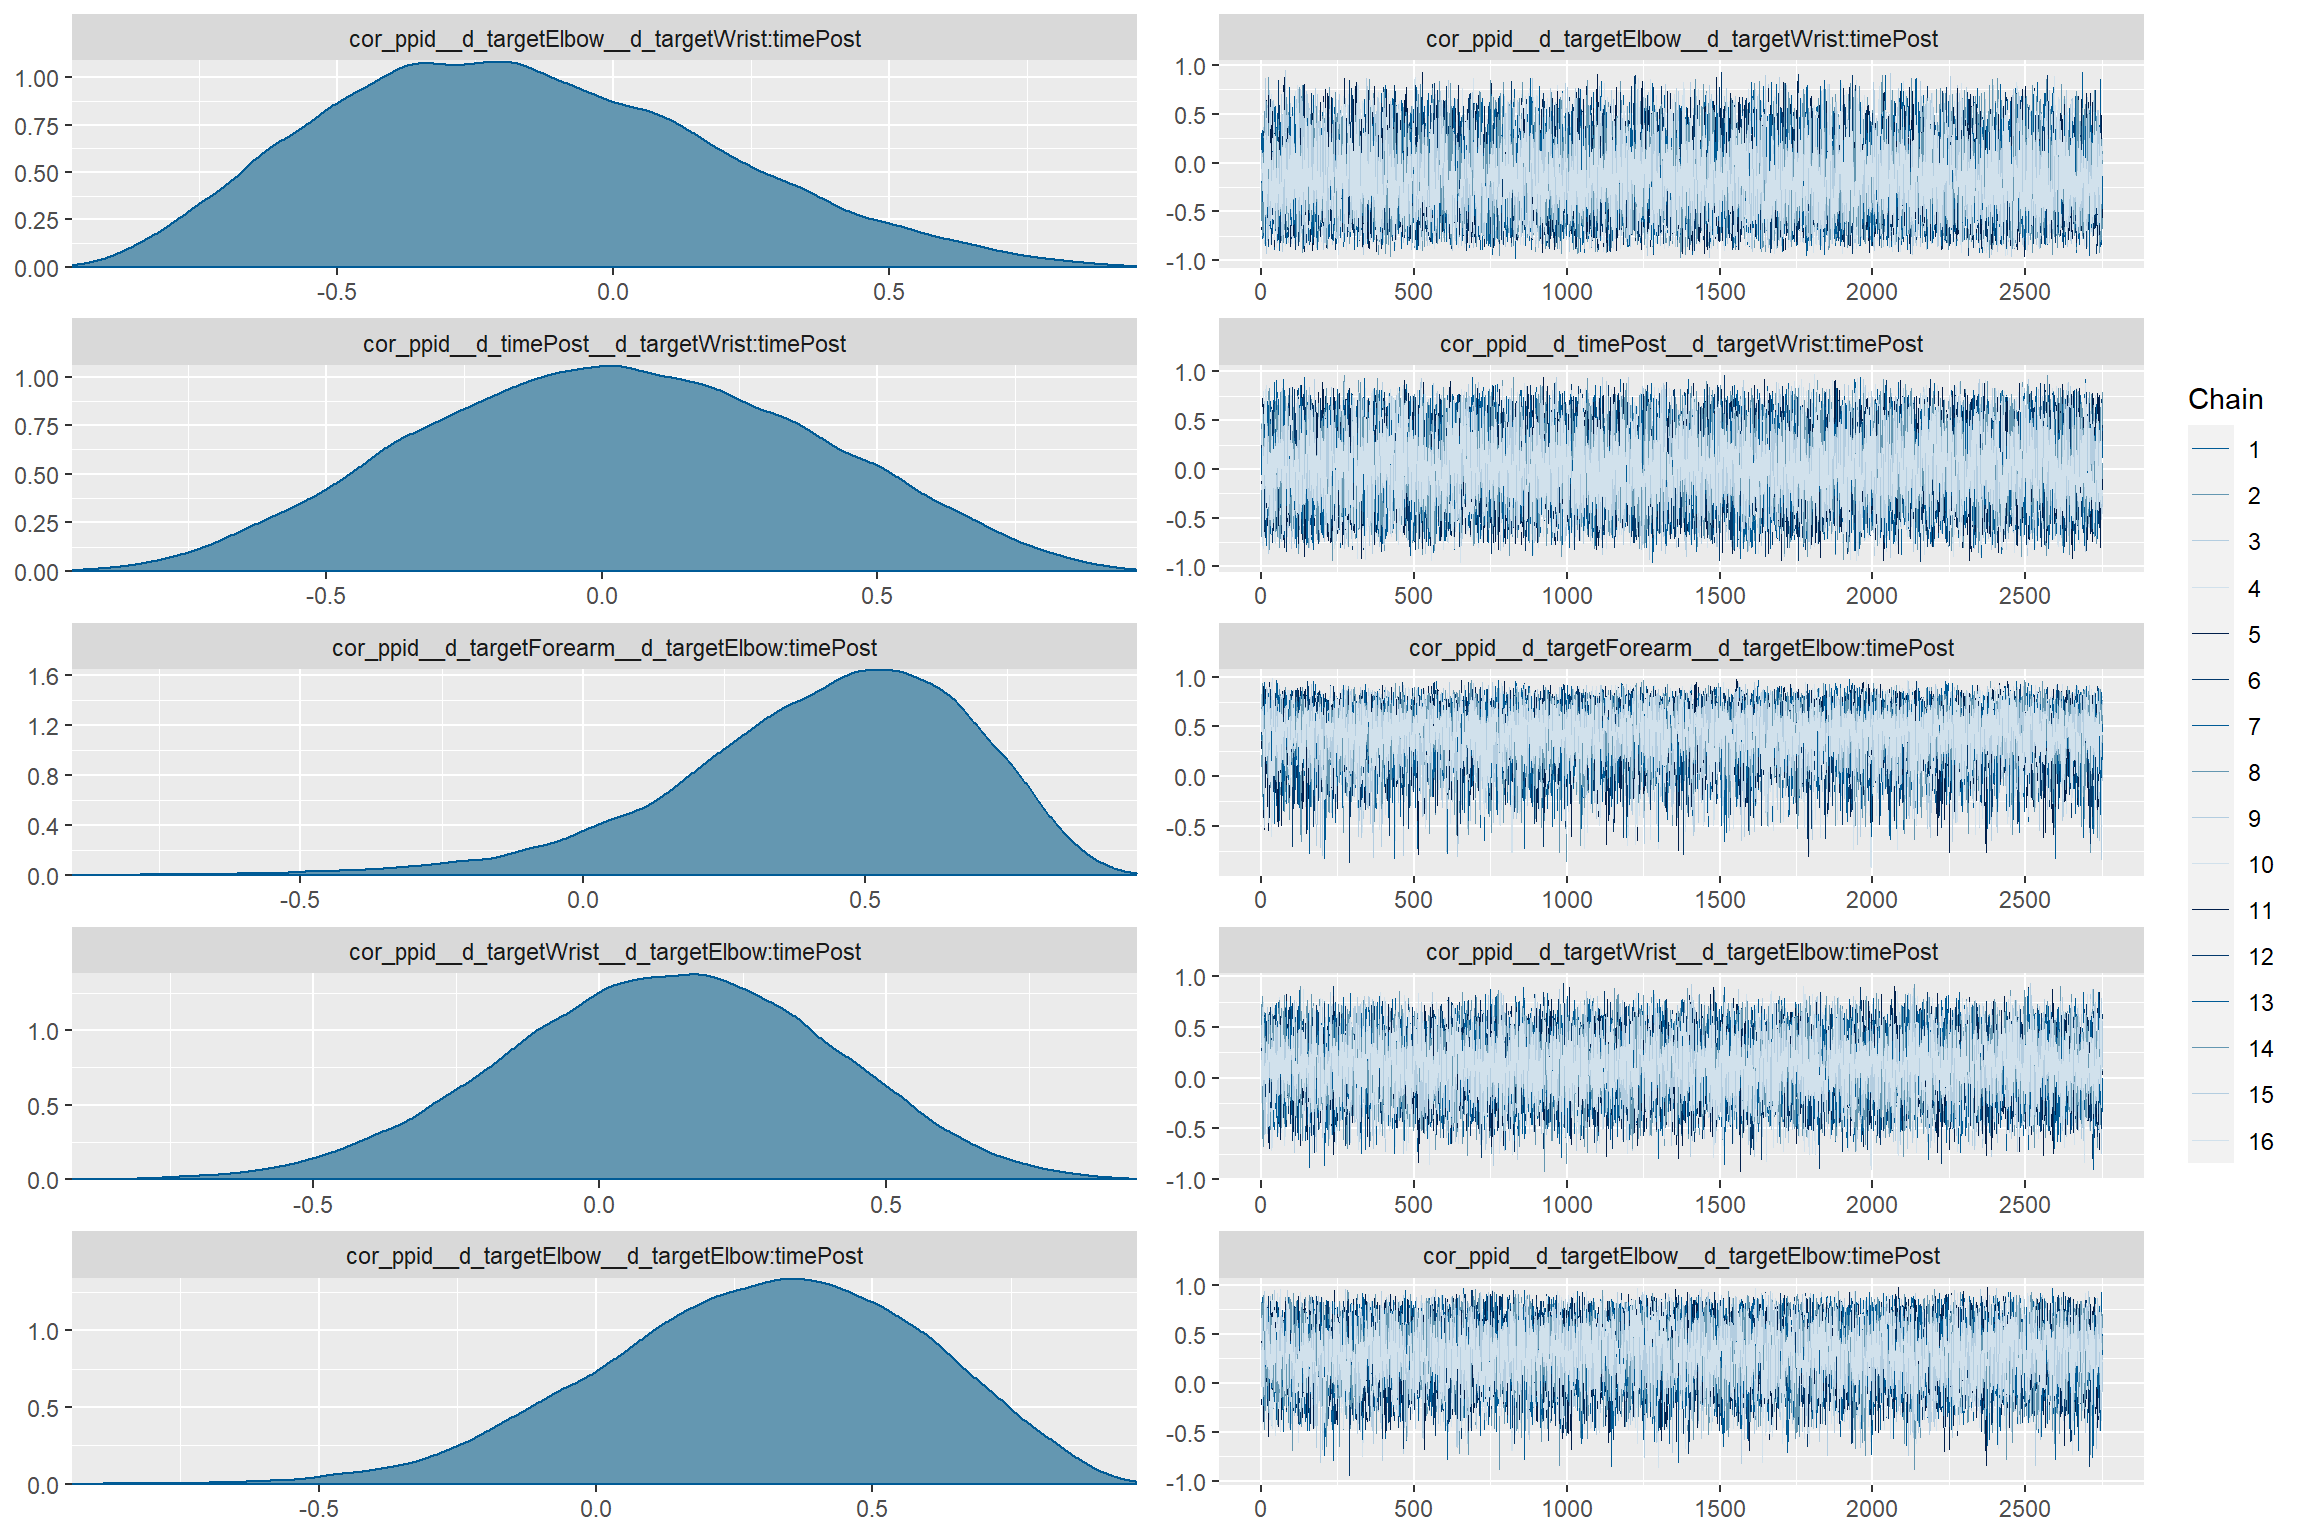 cor_ppid__d_targetElbow__d_targetWrist:timePost
1.00
0.75
0.50
0.25
0.00
-0.5 0.0 0.5
cor_ppid__d_targetElbow__d_targetWrist:timePost
1.0
0.5
0.0
-0.5
-1.0
0 500 1000 1500 2000 2500
cor_ppid__d_timePost__d_targetWrist:timePost
1.00
0.75
0.50
0.25
0.00
-0.5 0.0 0.5
cor_ppid__d_timePost__d_targetWrist:timePost
1.0
0.5
0.0
-0.5
-1.0
0 500 1000 1500 2000 2500
cor_ppid__d_targetForearm__d_targetElbow:timePost
1.6
1.2
0.8
0.4
0.0
-0.5 0.0 0.5
cor_ppid__d_targetForearm__d_targetElbow:timePost
1.0
0.5
0.0
-0.5
0 500 1000 1500 2000 2500
cor_ppid__d_targetWrist__d_targetElbow:timePost
1.0
0.5
0.0
-0.5 0.0 0.5
cor_ppid__d_targetWrist__d_targetElbow:timePost
1.0
0.5
0.0
-0.5
-1.0
0 500 1000 1500 2000 2500
cor_ppid__d_targetElbow__d_targetElbow:timePost
1.0
0.5
0.0
-0.5 0.0 0.5
cor_ppid__d_targetElbow__d_targetElbow:timePost
1.0
0.5
0.0
-0.5
-1.0
0 500 1000 1500 2000 2500
Chain
1
2
3
4
5
6
7
8
9
10
11
12
13
14
15
16